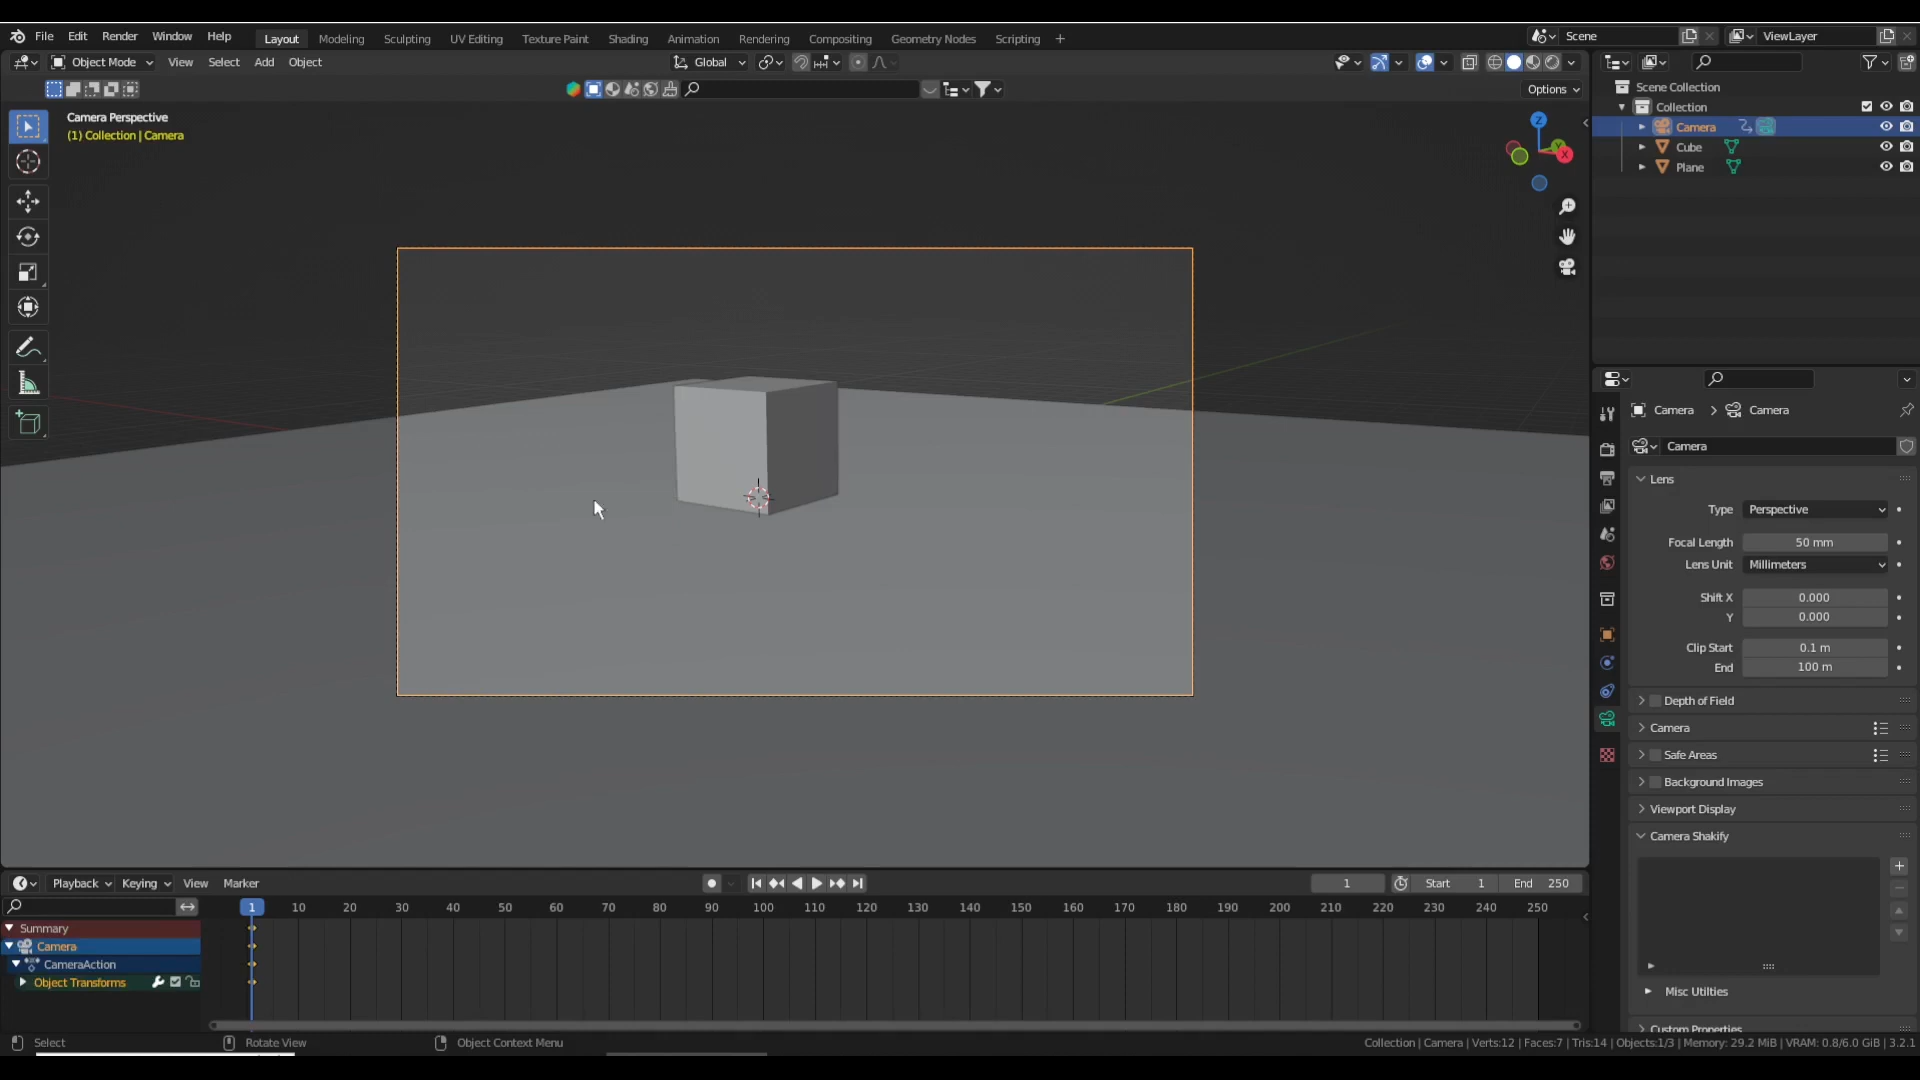 File Edit Render Window Help Layout Modeling Sculpting UV Editing Texture Paint Shading Animation Rendering Compositing Geometry Nodes Scripting + Scene ViewLayer
Object Mode View Select Add Object Global
Options
Camera Perspective
(1) Collection | Camera
Z
Y
X
Scene Collection
Collection
Camera
Cube
Plane
Camera > Camera
Camera
Lens
Type Perspective
Focal Length 50 mm
Lens Unit Millimeters
Shift X 0.000
Y 0.000
Clip Start 0.1 m
End 100 m
Depth of Field
Camera
Safe Areas
Background Images
Viewport Display
Camera Shakify
Misc Utilties
Custom Properties
Playback Keying View Marker 1 Start 1 End 250
1 10 20 30 40 50 60 70 80 90 100 110 120 130 140 150 160 170 180 190 200 210 220 230 240 250
Summary
Camera
CameraAction
Object Transforms
Select Rotate View Object Context Menu Collection | Camera | Verts:12 | Faces:7 | Tris:14 | Objects:1/3 | Memory: 29.2 MiB | VRAM: 0.8/6.0 GiB | 3.2.1